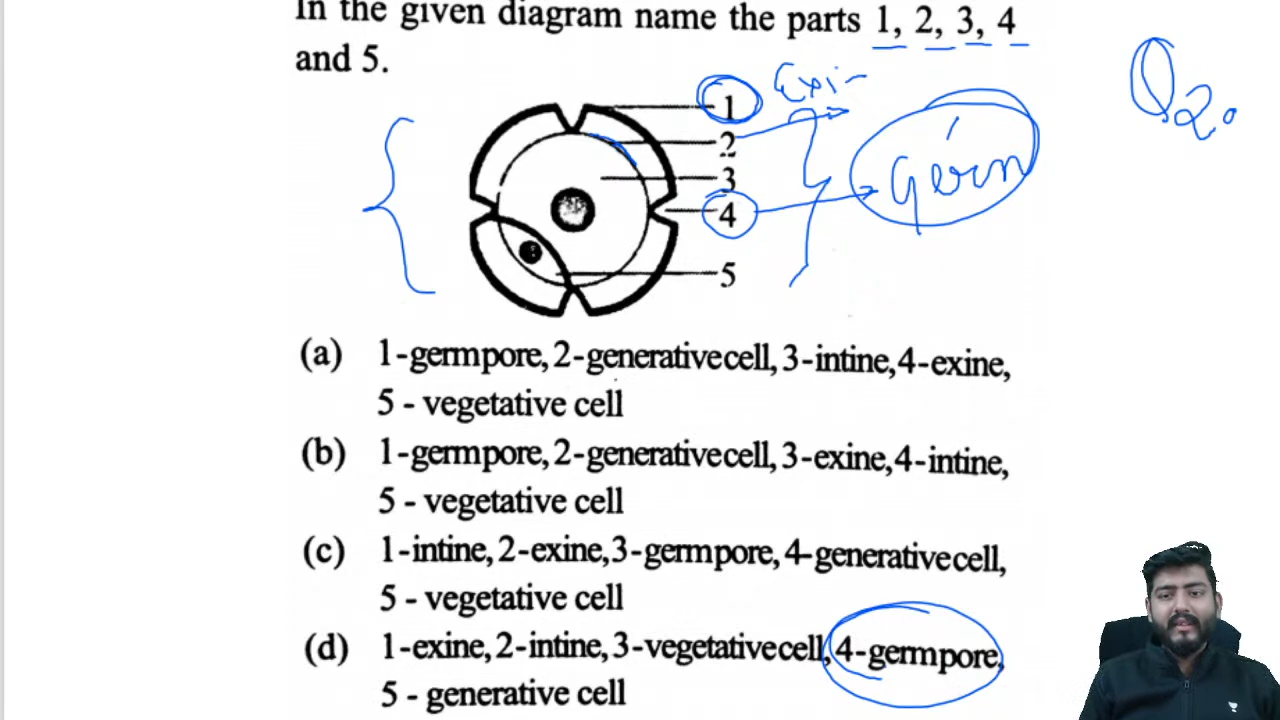 In the given diagram name the parts 1, 2, 3, 4
and 5.
Q2.
Exi-
1
2
germ
3
4
5
(a) 1-germpore, 2-generative cell, 3-intine, 4-exine,
5 - vegetative cell
(b) 1-germpore, 2-generative cell, 3-exine, 4-intine,
5 - vegetative cell
(c) 1-intine, 2-exine, 3-germpore, 4-generative cell,
5 - vegetative cell
(d) 1-exine, 2-intine, 3-vegetative cell, 4-germpore,
5 - generative cell